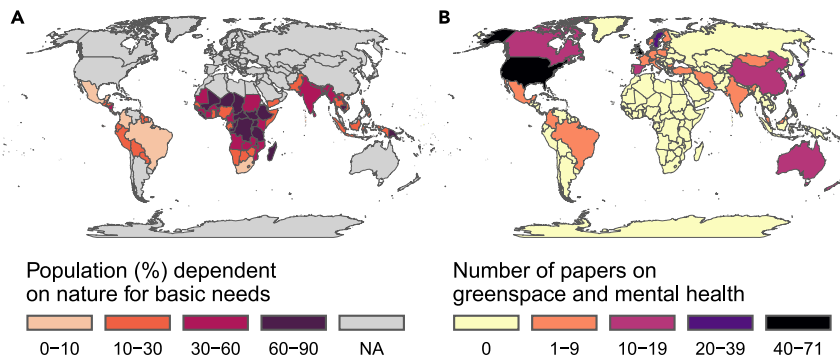 A
B
Population (%) dependent
on nature for basic needs
0–10 10–30 30–60 60–90 NA
Number of papers on
greenspace and mental health
0 1–9 10–19 20–39 40–71